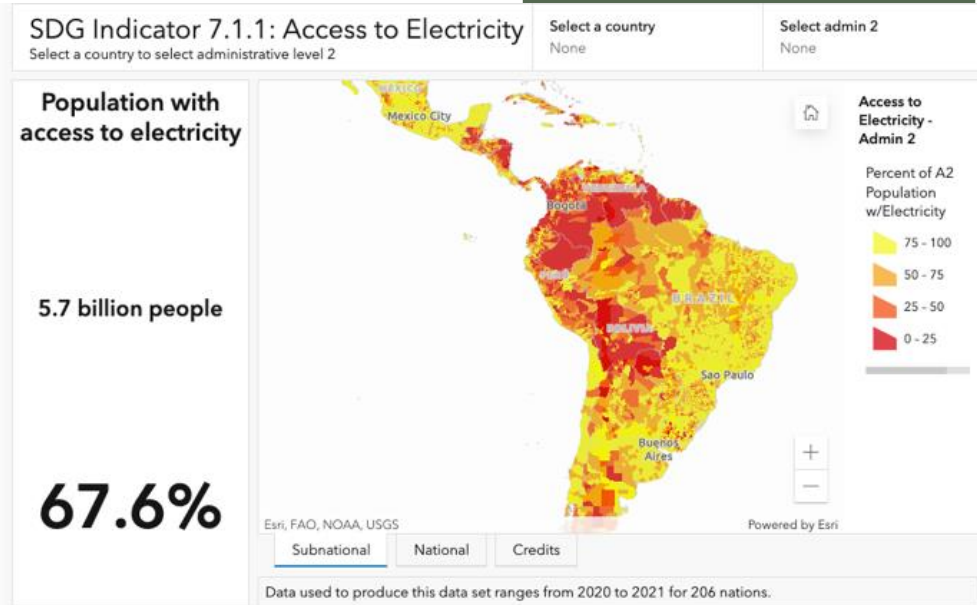 SDG Indicator 7.1.1: Access to Electricity
Select a country to select administrative level 2
Select a country
None
Select admin 2
None
Population with
access to electricity
5.7 billion people
67.6%
MEXICO
Mexico City
VENEZUELA
Bogotá
PERÚ
BRAZIL
BOLIVIA
Sao Paulo
Buenos
Aires
Esri, FAO, NOAA, USGS
Powered by Esri
Access to
Electricity -
Admin 2
Percent of A2
Population
w/Electricity
75 - 100
50 - 75
25 - 50
0 - 25
Subnational
National
Credits
Data used to produce this data set ranges from 2020 to 2021 for 206 nations.